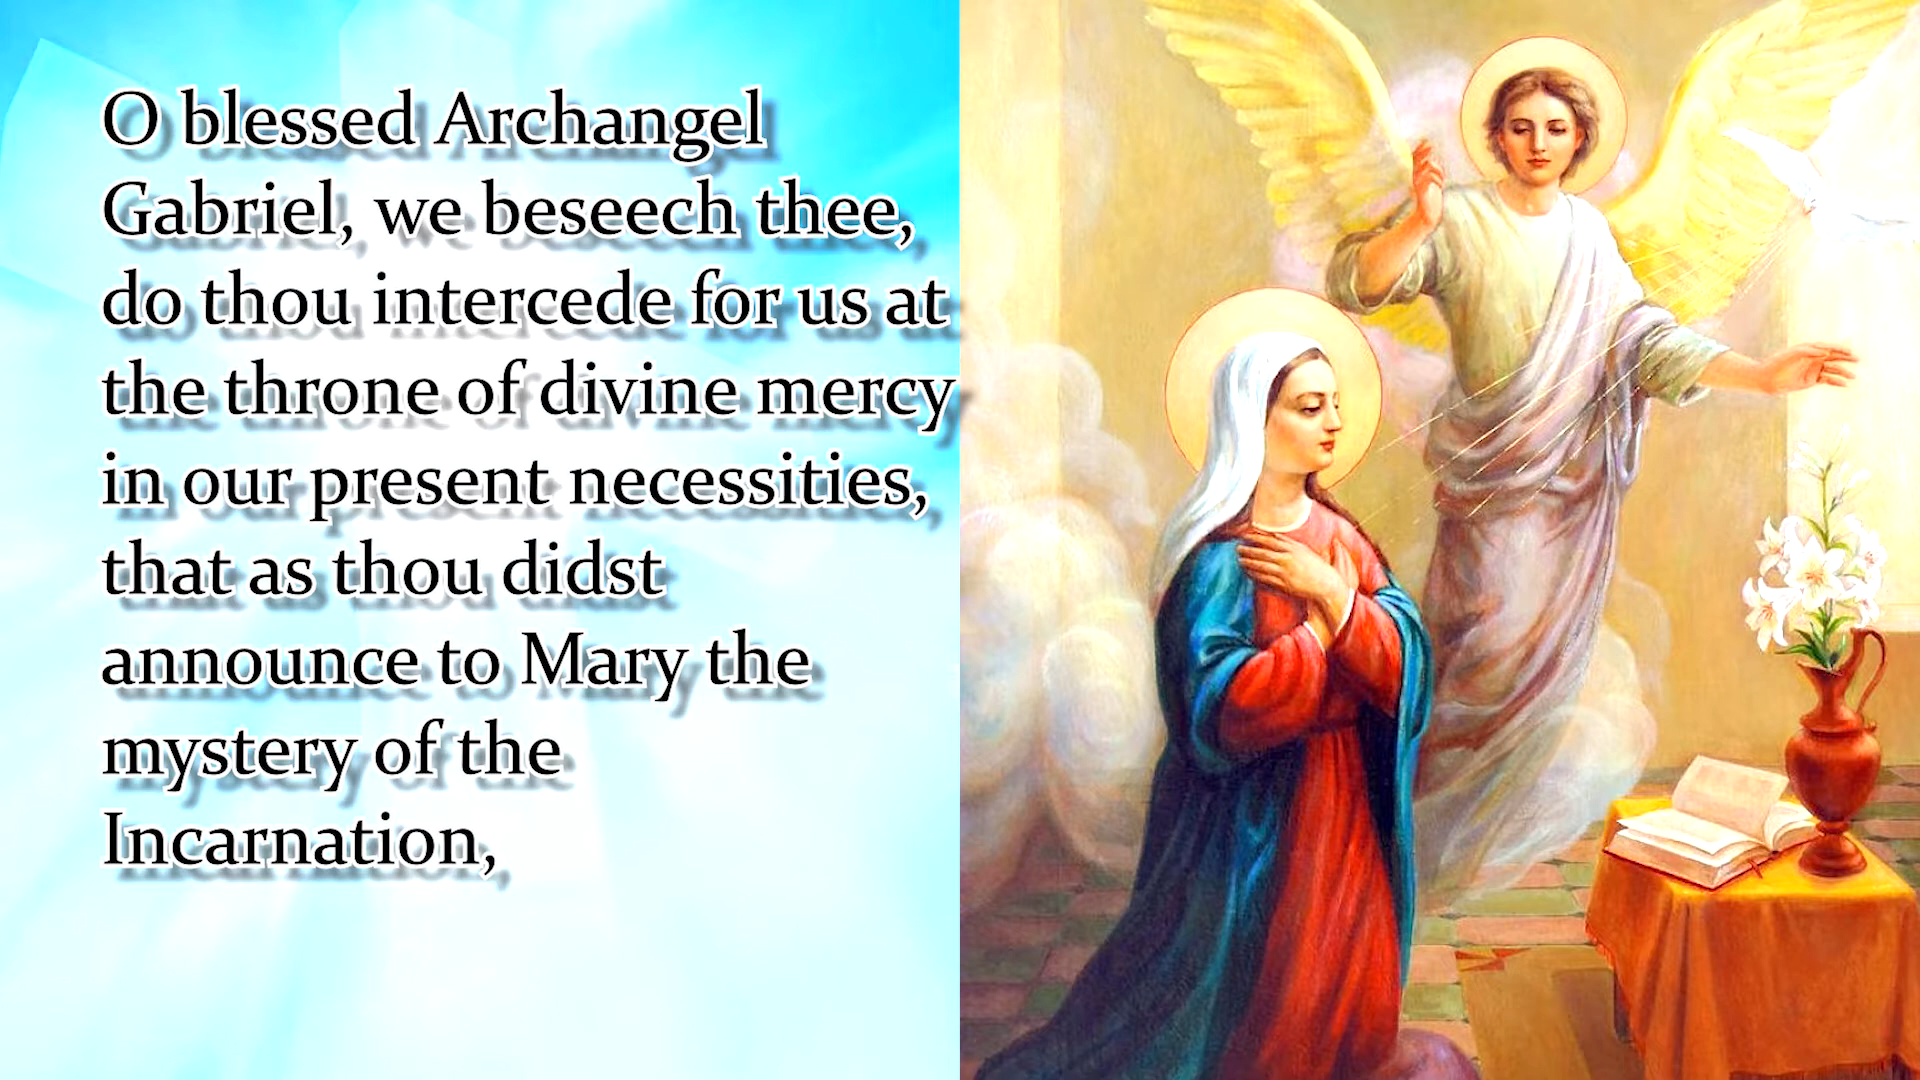 O blessed Archangel
Gabriel, we beseech thee,
do thou intercede for us at
the throne of divine mercy
in our present necessities,
that as thou didst
announce to Mary the
mystery of the
Incarnation,